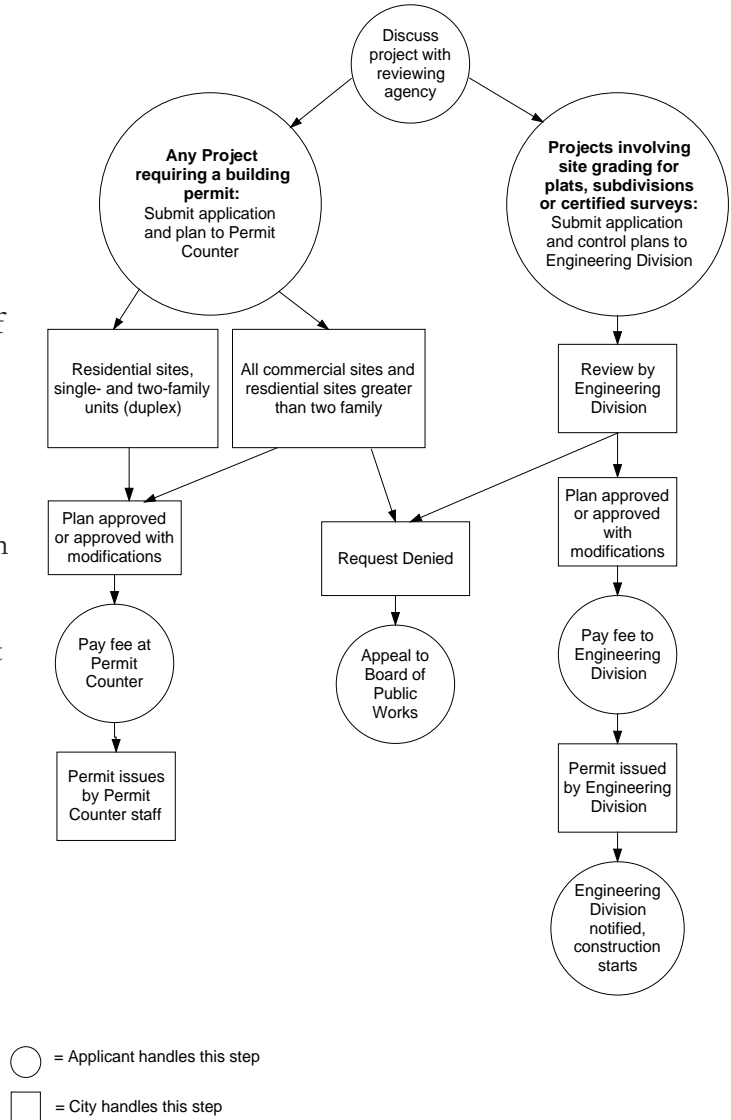 Discuss
project with
reviewing
agency
Any Project
requiring a building
permit:
Submit application
and plan to Permit
Counter
Projects involving
site grading for
plats, subdivisions
or certified surveys:
Submit application
and control plans to
Engineering Division
Residential sites,
single- and two-family
units (duplex)
All commercial sites and
resdiential sites greater
than two family
Review by
Engineering
Division
Plan approved
or approved with
modifications
Request Denied
Plan approved
or approved
with
modifications
Pay fee at
Permit
Counter
Appeal to
Board of
Public
Works
Pay fee to
Engineering
Division
Permit issues
by Permit
Counter staff
Permit issued
by Engineering
Division
Engineering
Division
notified,
construction
starts
= Applicant handles this step
= City handles this step